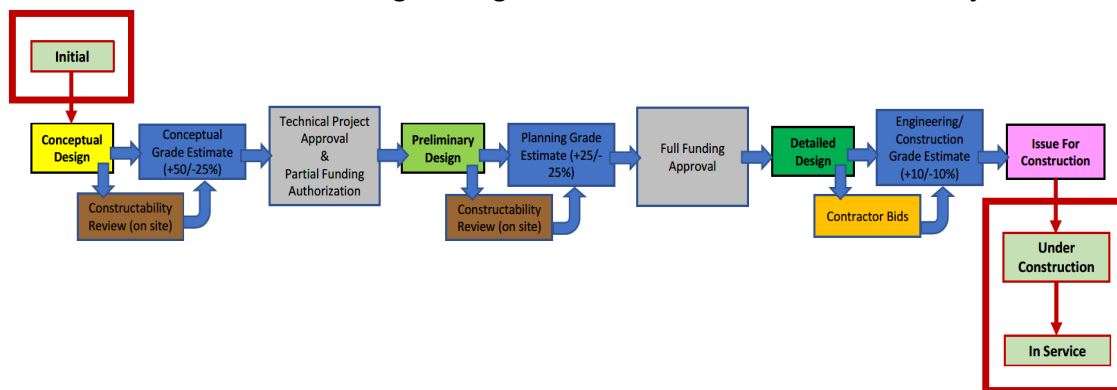 Initial
Conceptual
Design
Conceptual
Grade Estimate
(+50/-25%)
Constructability
Review (on site)
Technical Project
Approval
&
Partial Funding
Authorization
Preliminary
Design
Planning Grade
Estimate (+25/-
25%)
Constructability
Review (on site)
Full Funding
Approval
Detailed
Design
Engineering/
Construction
Grade Estimate
(+10/-10%)
Contractor Bids
Issue For
Construction
Under
Construction
In Service